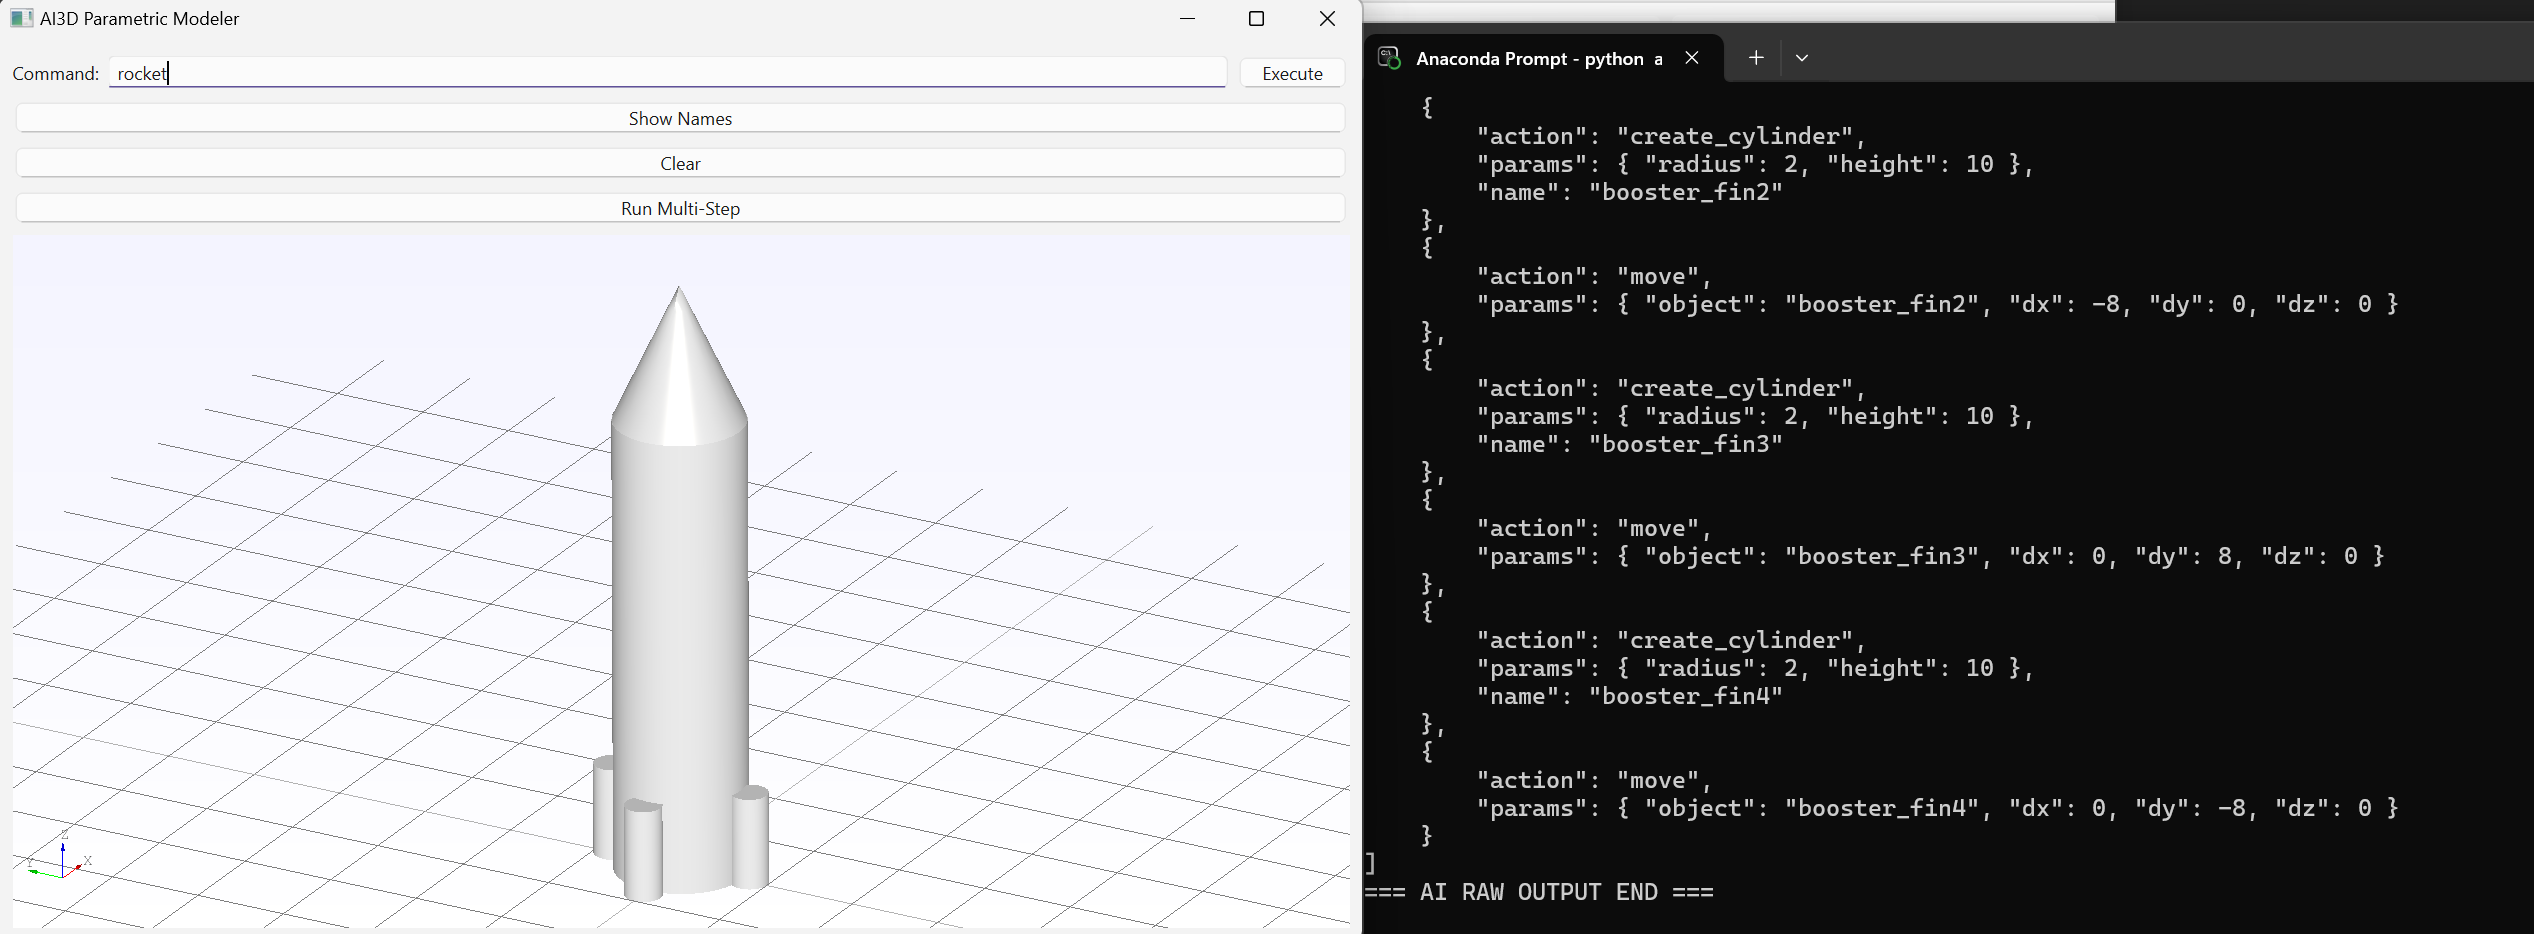 AI3D Parametric Modeler
Command: rocket Execute
Show Names
Clear
Run Multi-Step
Z
Y
X
Anaconda Prompt - python a
{
"action": "create_cylinder",
"params": { "radius": 2, "height": 10 },
"name": "booster_fin2"
},
{
"action": "move",
"params": { "object": "booster_fin2", "dx": -8, "dy": 0, "dz": 0 }
},
{
"action": "create_cylinder",
"params": { "radius": 2, "height": 10 },
"name": "booster_fin3"
},
{
"action": "move",
"params": { "object": "booster_fin3", "dx": 0, "dy": 8, "dz": 0 }
},
{
"action": "create_cylinder",
"params": { "radius": 2, "height": 10 },
"name": "booster_fin4"
},
{
"action": "move",
"params": { "object": "booster_fin4", "dx": 0, "dy": -8, "dz": 0 }
}
]
=== AI RAW OUTPUT END ===